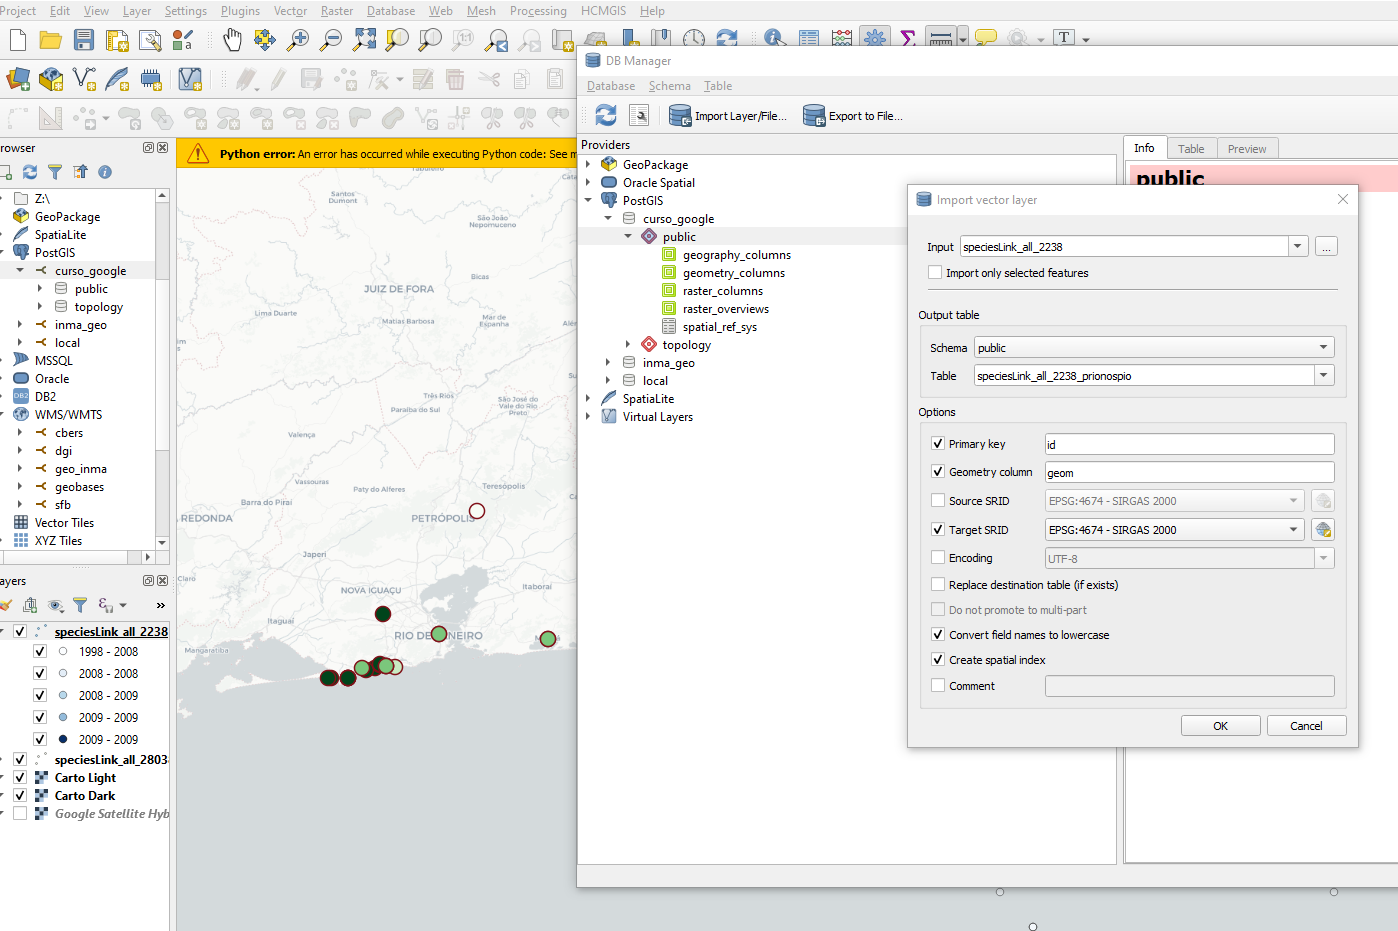 Project Edit View Layer Settings Plugins Vector Raster Database Web Mesh Processing HCMGIS Help
DB Manager
Database Schema Table
Import Layer/File... Export to File...
rowser
Z:\
GeoPackage
SpatiaLite
PostGIS
curso_google
public
topology
inma_geo
local
MSSQL
Oracle
DB2
WMS/WMTS
cbers
dgi
geo_inma
geobases
sfb
Vector Tiles
XYZ Tiles
ayers
speciesLink_all_2238
1998 - 2008
2008 - 2008
2008 - 2009
2009 - 2009
2009 - 2009
speciesLink_all_2803
Carto Light
Carto Dark
Google Satellite Hyb
Python error: An error has occurred while executing Python code: See m
Santos
Dumont
São João
Nepomuceno
Bicas
JUIZ DE FORA
Lima Duarte
Matias Barbosa
Mar de
Espanha
Além
Três Rios
Paraíba do Sul
São José do
Vale do Rio
Preto
Valença
Vassouras
Paty do Alferes
Teresópolis
Barra do Piraí
A REDONDA
PETRÓPOLIS
Japeri
Claro
NOVA IGUAÇU
Itaboraí
Itaguaí
RIO DE JANEIRO
Mangaratiba
Providers
GeoPackage
Oracle Spatial
PostGIS
curso_google
public
geography_columns
geometry_columns
raster_columns
raster_overviews
spatial_ref_sys
topology
inma_geo
local
SpatiaLite
Virtual Layers
Info Table Preview
public
Import vector layer
Input speciesLink_all_2238 ...
Import only selected features
Output table
Schema public
Table speciesLink_all_2238_prionospio
Options
Primary key id
Geometry column geom
Source SRID EPSG:4674 - SIRGAS 2000
Target SRID EPSG:4674 - SIRGAS 2000
Encoding UTF-8
Replace destination table (if exists)
Do not promote to multi-part
Convert field names to lowercase
Create spatial index
Comment
OK Cancel